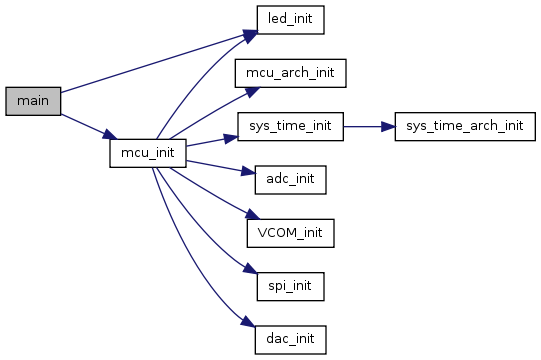 led_init
mcu_arch_init
main
sys_time_init
sys_time_arch_init
mcu_init
adc_init
VCOM_init
spi_init
dac_init